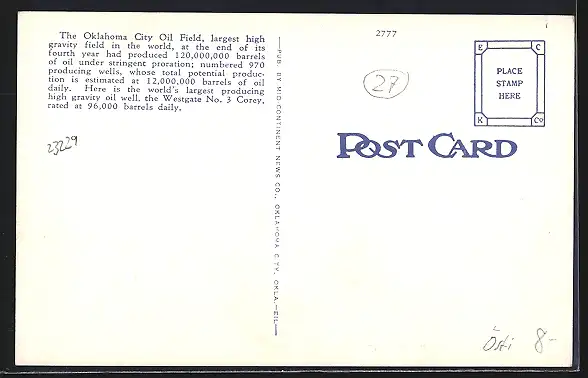 The Oklahoma City Oil Field, largest high
gravity field in the world, at the end of its
fourth year had produced 120,000,000 barrels
of oil under stringent proration; numbered 970
producing wells, whose total potential produc-
tion is estimated at 12,000,000 barrels of oil
daily. Here is the world's largest producing
high gravity oil well, the Westgate No. 3 Corey,
rated at 96,000 barrels daily.
23229
—PUB. BY MID-CONTINENT NEWS CO., OKLAHOMA CITY, OKLA.—EIL—
2777
27
E C
PLACE
STAMP
HERE
K Co
POST CARD
8-